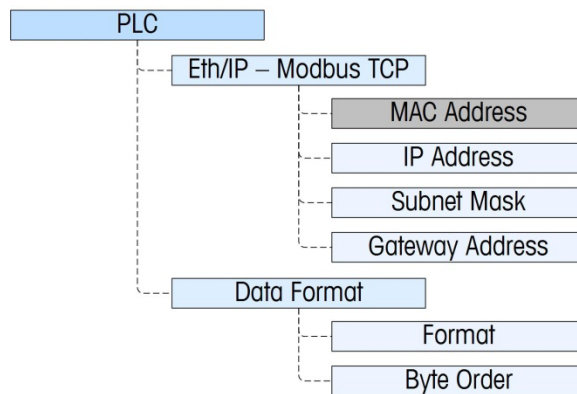 PLC
Eth/IP – Modbus TCP
MAC Address
IP Address
Subnet Mask
Gateway Address
Data Format
Format
Byte Order